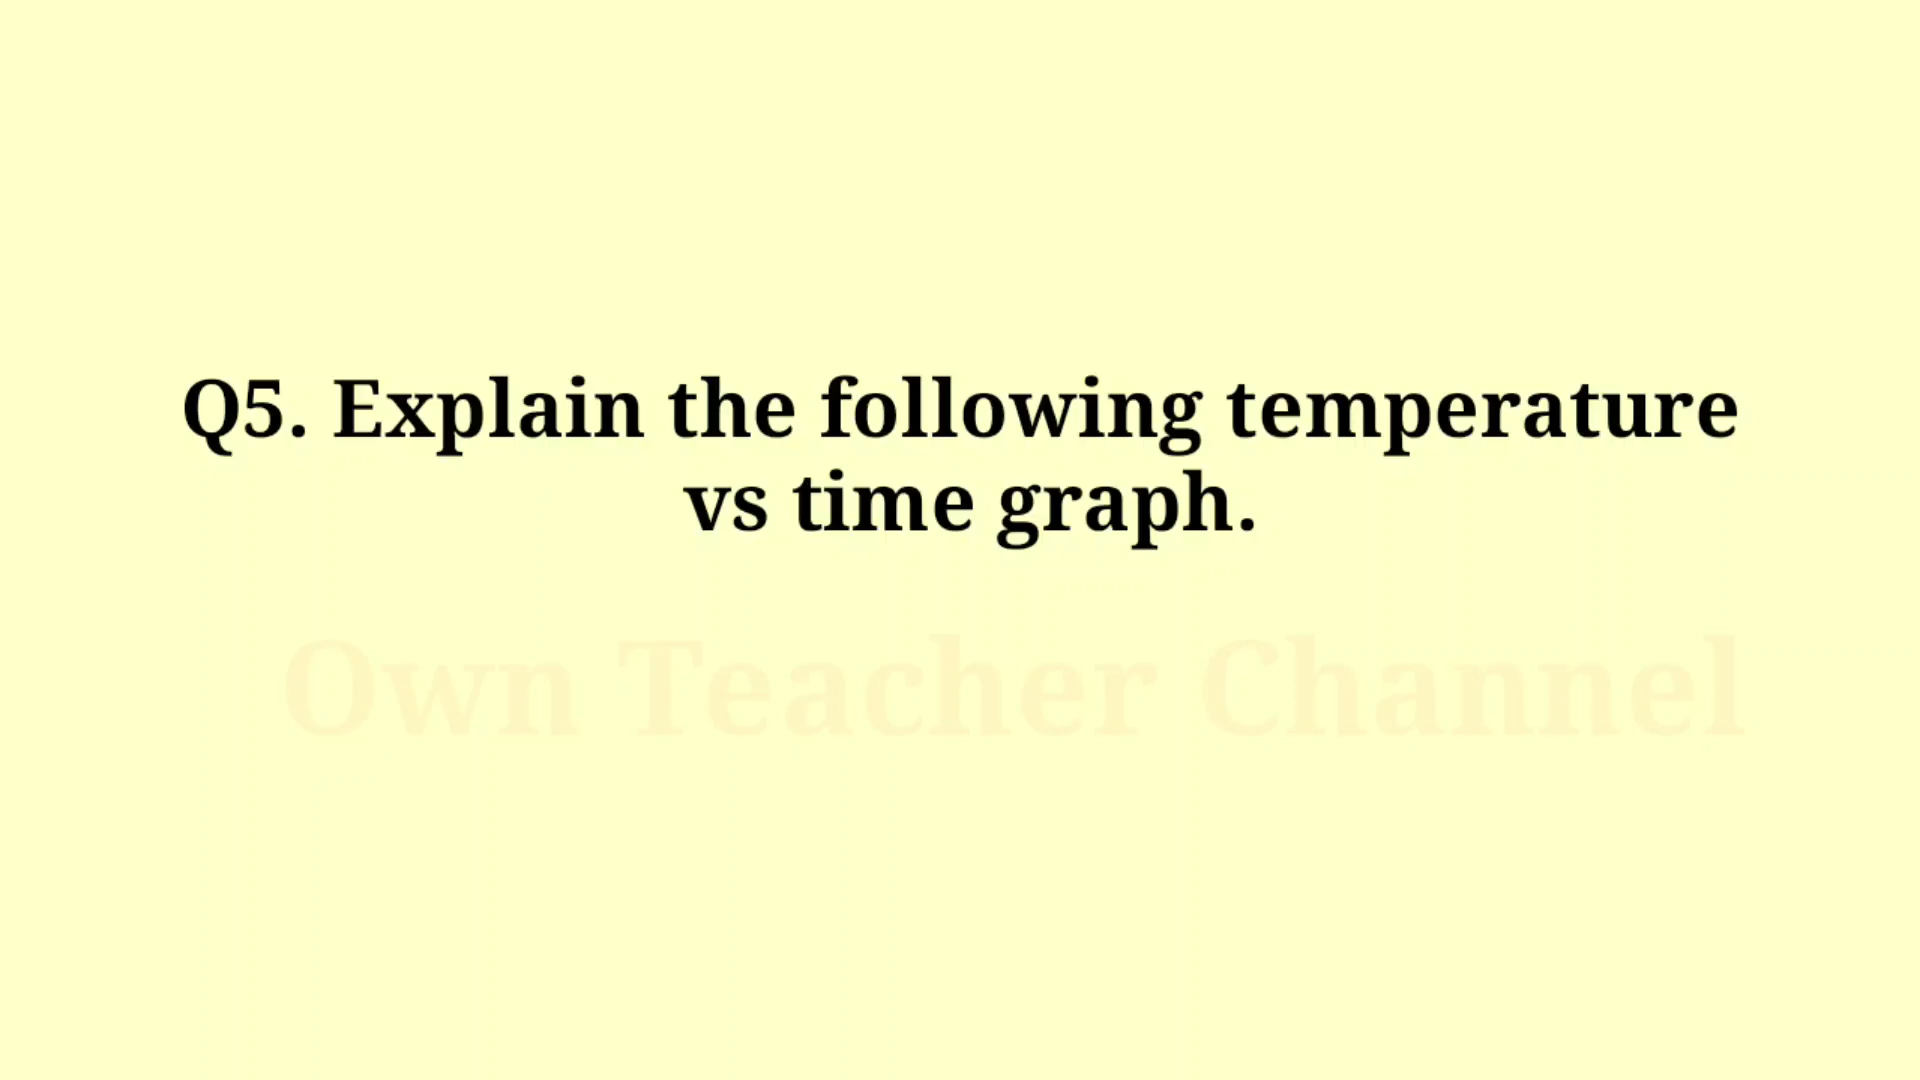 Q5. Explain the following temperature
vs time graph.
Own Teacher Channel